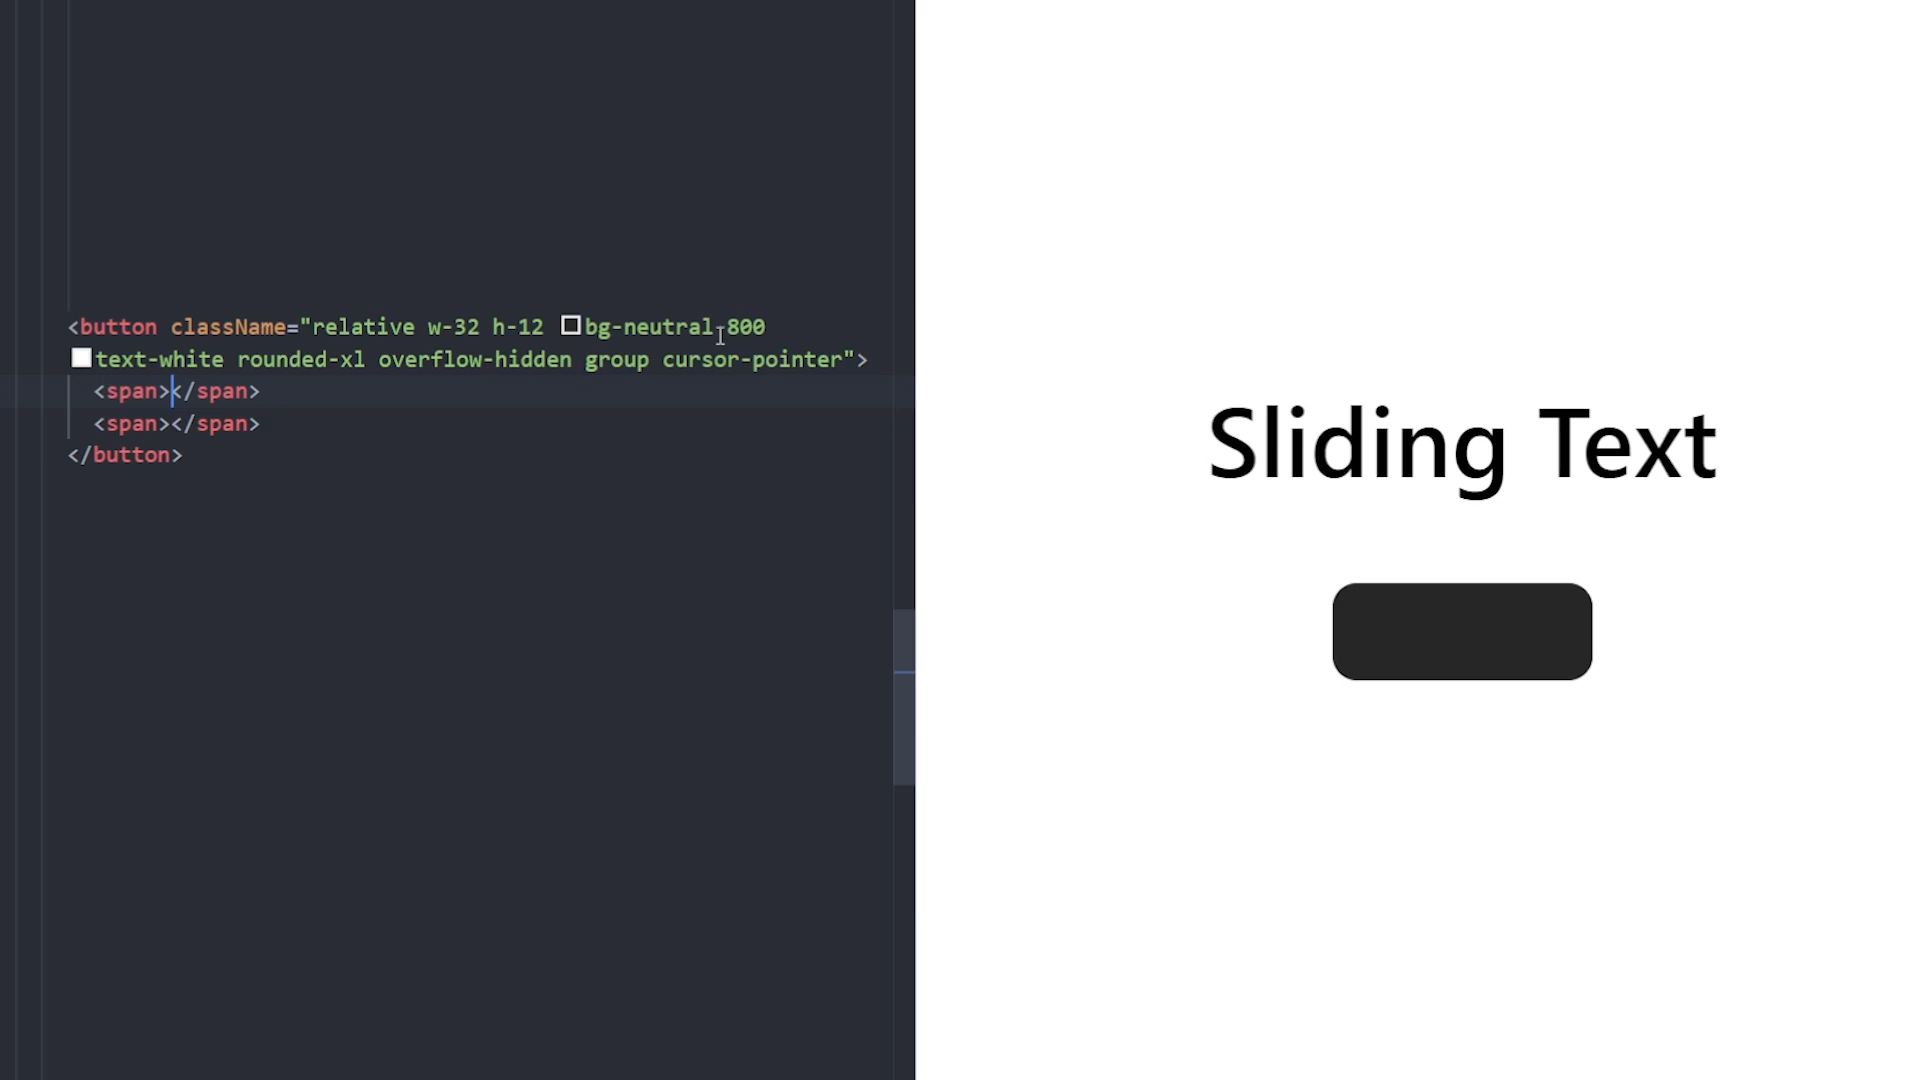 <button className="relative w-32 h-12 bg-neutral-800
text-white rounded-xl overflow-hidden group cursor-pointer">
<span></span>
<span></span>
</button>
Sliding Text